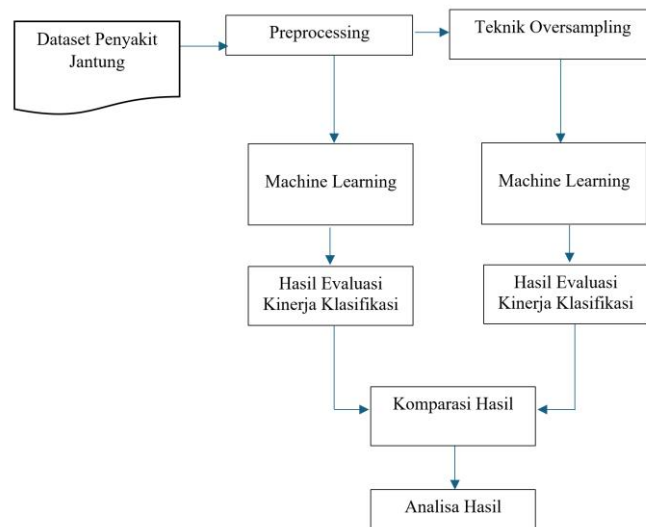 Dataset Penyakit
Jantung
Preprocessing
Teknik Oversampling
Machine Learning
Machine Learning
Hasil Evaluasi
Kinerja Klasifikasi
Hasil Evaluasi
Kinerja Klasifikasi
Komparasi Hasil
Analisa Hasil